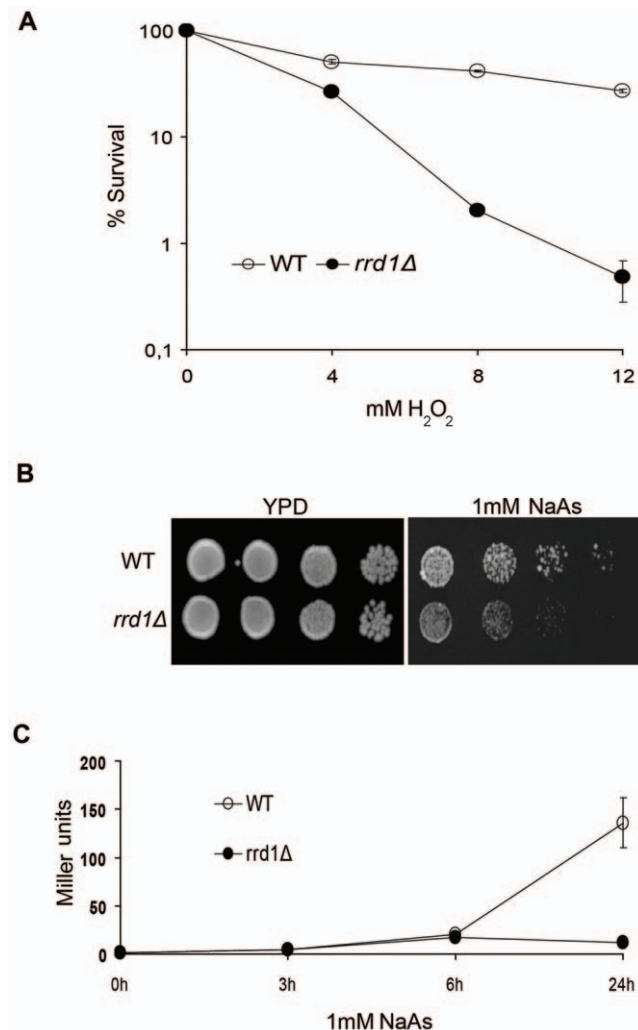 A
100
10
1
0,1
% Survival
WT rrd1Δ
0 4 8 12
mM H₂O₂
B
YPD 1mM NaAs
WT
rrd1Δ
C
200
150
100
50
0
Miller units
WT
rrd1Δ
0h 3h 6h 24h
1mM NaAs